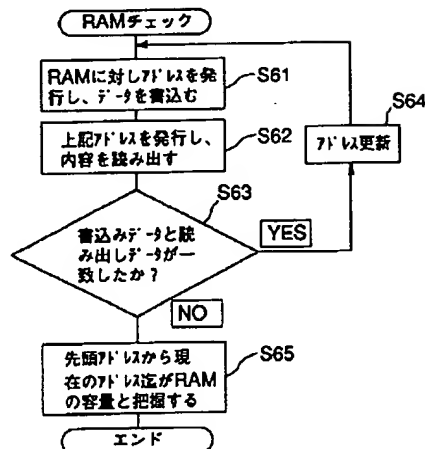 RAMチェック
RAMに対しｱﾄﾞﾚｽを発
行し、ﾃﾞｰﾀを書込む
S61
上記ｱﾄﾞﾚｽを発行し、
内容を読み出す
S62
S64
ｱﾄﾞﾚｽ更新
S63
書込みﾃﾞｰﾀと読
み出しﾃﾞｰﾀが一
致したか？
YES
NO
先頭ｱﾄﾞﾚｽから現
在のｱﾄﾞﾚｽ迄がRAM
の容量と把握する
S65
エンド